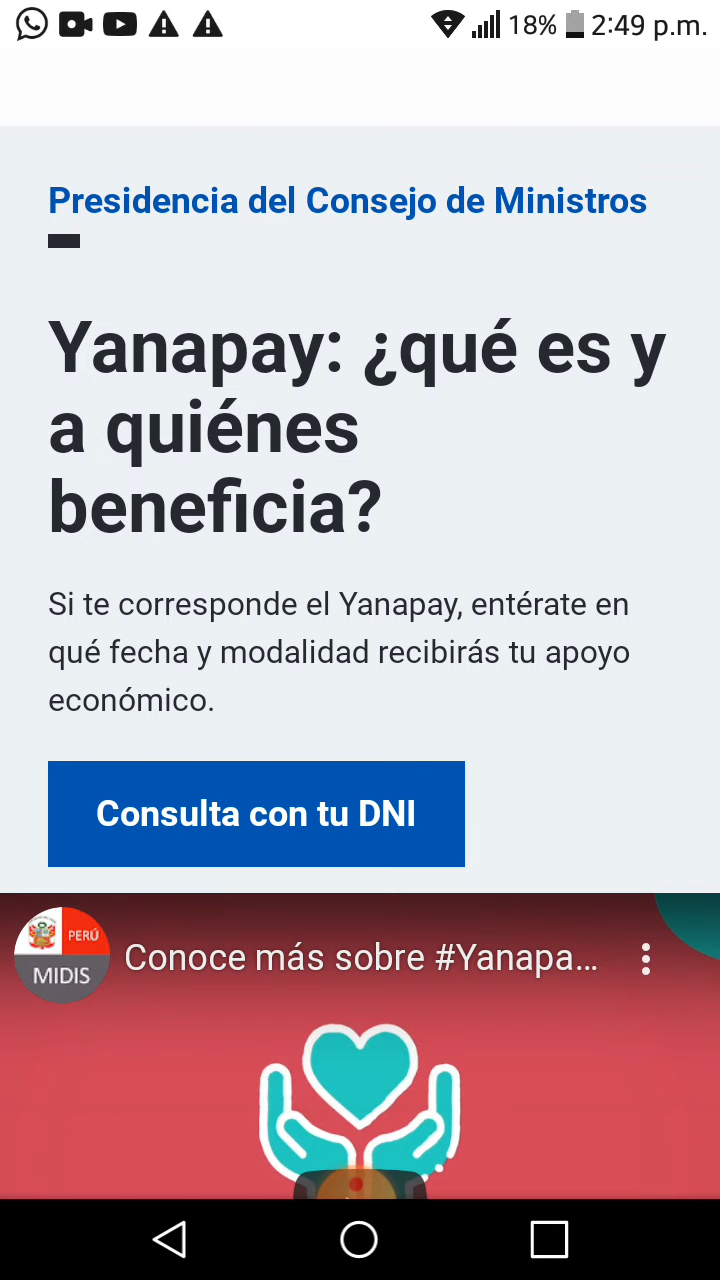 18% 2:49 p.m.
Presidencia del Consejo de Ministros
Yanapay: ¿qué es y
a quiénes
beneficia?
Si te corresponde el Yanapay, entérate en
qué fecha y modalidad recibirás tu apoyo
económico.
Consulta con tu DNI
PERÚ
MIDIS
Conoce más sobre #Yanapa...